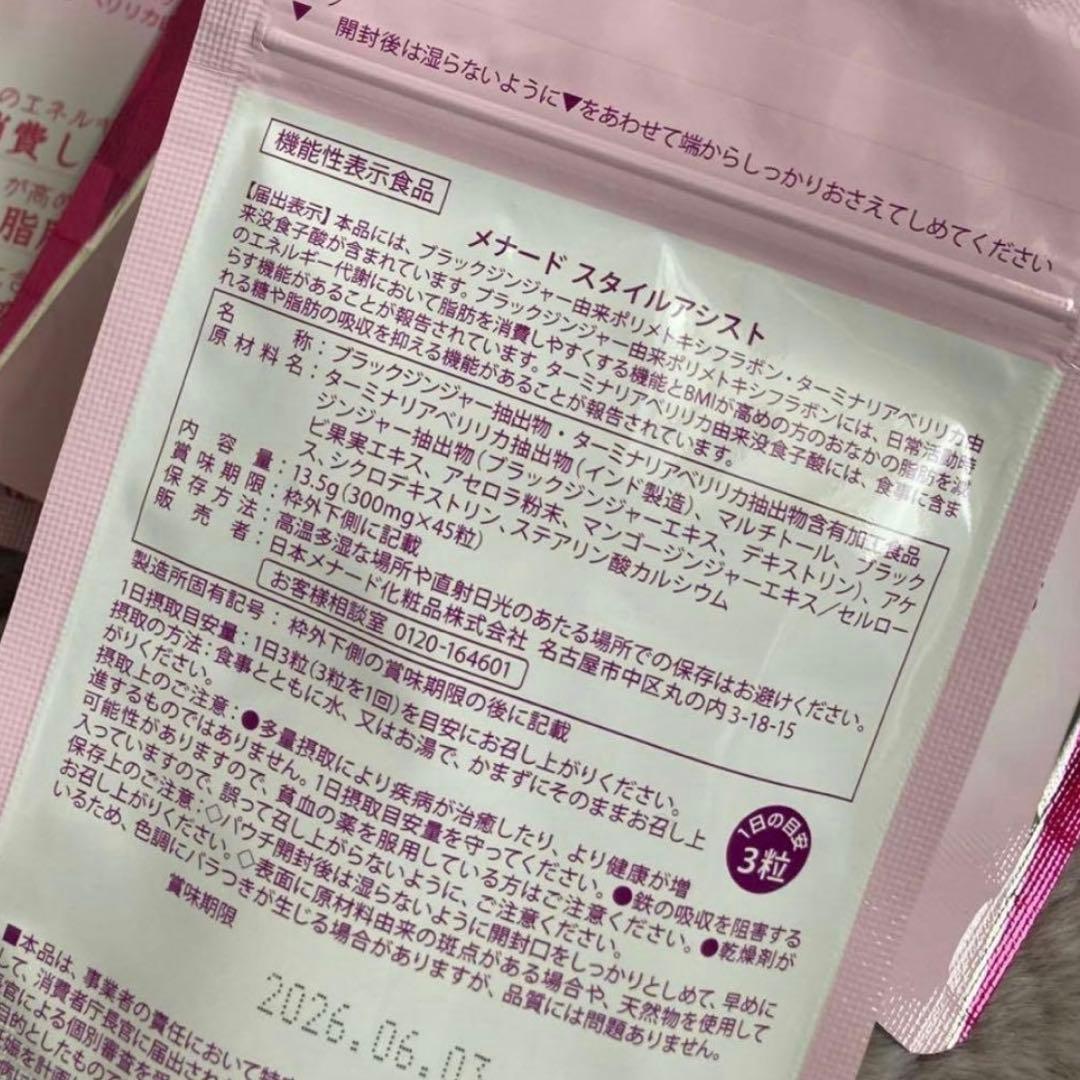 開封後は湿らないように▼をあわせて端からしっかりおさえてしめてください
機能性表示食品
メナード スタイルアシスト
【届出表示】本品には、ブラックジンジャー由来ポリメトキシフラボン・ターミナリアベリリカ由
来没食子酸が含まれています。ブラックジンジャー由来ポリメトキシフラボンには、日常活動時
のエネルギー代謝において脂肪を消費しやすくする機能とBMIが高めの方のおなかの脂肪を減
らす機能があることが報告されています。ターミナリアベリリカ由来没食子酸には、食事に含ま
れる糖や脂肪の吸収を抑える機能があることが報告されています。
名称：ブラックジンジャー抽出物・ターミナリアベリリカ抽出物含有加工食品
原材料名：ターミナリアベリリカ抽出物（インド製造）、マルチトール、ブラック
ジンジャー抽出物（ブラックジンジャーエキス、デキストリン）、アケ
ビ果実エキス、アセロラ粉末、マンゴージンジャーエキス／セルロー
ス、シクロデキストリン、ステアリン酸カルシウム
内容量：13.5g（300mg×45粒）
賞味期限：枠外下側に記載
保存方法：高温多湿な場所や直射日光のあたる場所での保存はお避けください。
販売者：日本メナード化粧品株式会社 名古屋市中区丸の内3-18-15
お客様相談室 0120-164601
製造所固有記号：枠外下側の賞味期限の後に記載
1日摂取目安量：1日3粒（3粒を1回）を目安にお召し上がりください。
摂取の方法：食事とともに水、又はお湯で、かまずにそのままお召し上
がりください。
摂取上のご注意：●多量摂取により疾病が治癒したり、より健康が増
進するものではありません。1日摂取目安量を守ってください。●鉄の吸収を阻害する
可能性がありますので、貧血の薬を服用している方はご注意ください。●乾燥剤が
入っていますので、誤って召し上がらないように、ご注意ください。
保存上のご注意：◇パウチ開封後は湿らないように開封口をしっかりとしめて、早めに
お召し上がりください。◇表面に原材料由来の斑点がある場合や、天然物を使用して
いるため、色調にバラつきが生じる場合がありますが、品質には問題ありません。
1日の目安
3粒
賞味期限
2026.06.03
■本品は、事業者の責任において特
して、消費者庁長官に届出され
長官による個別審査を受
目的としたもので